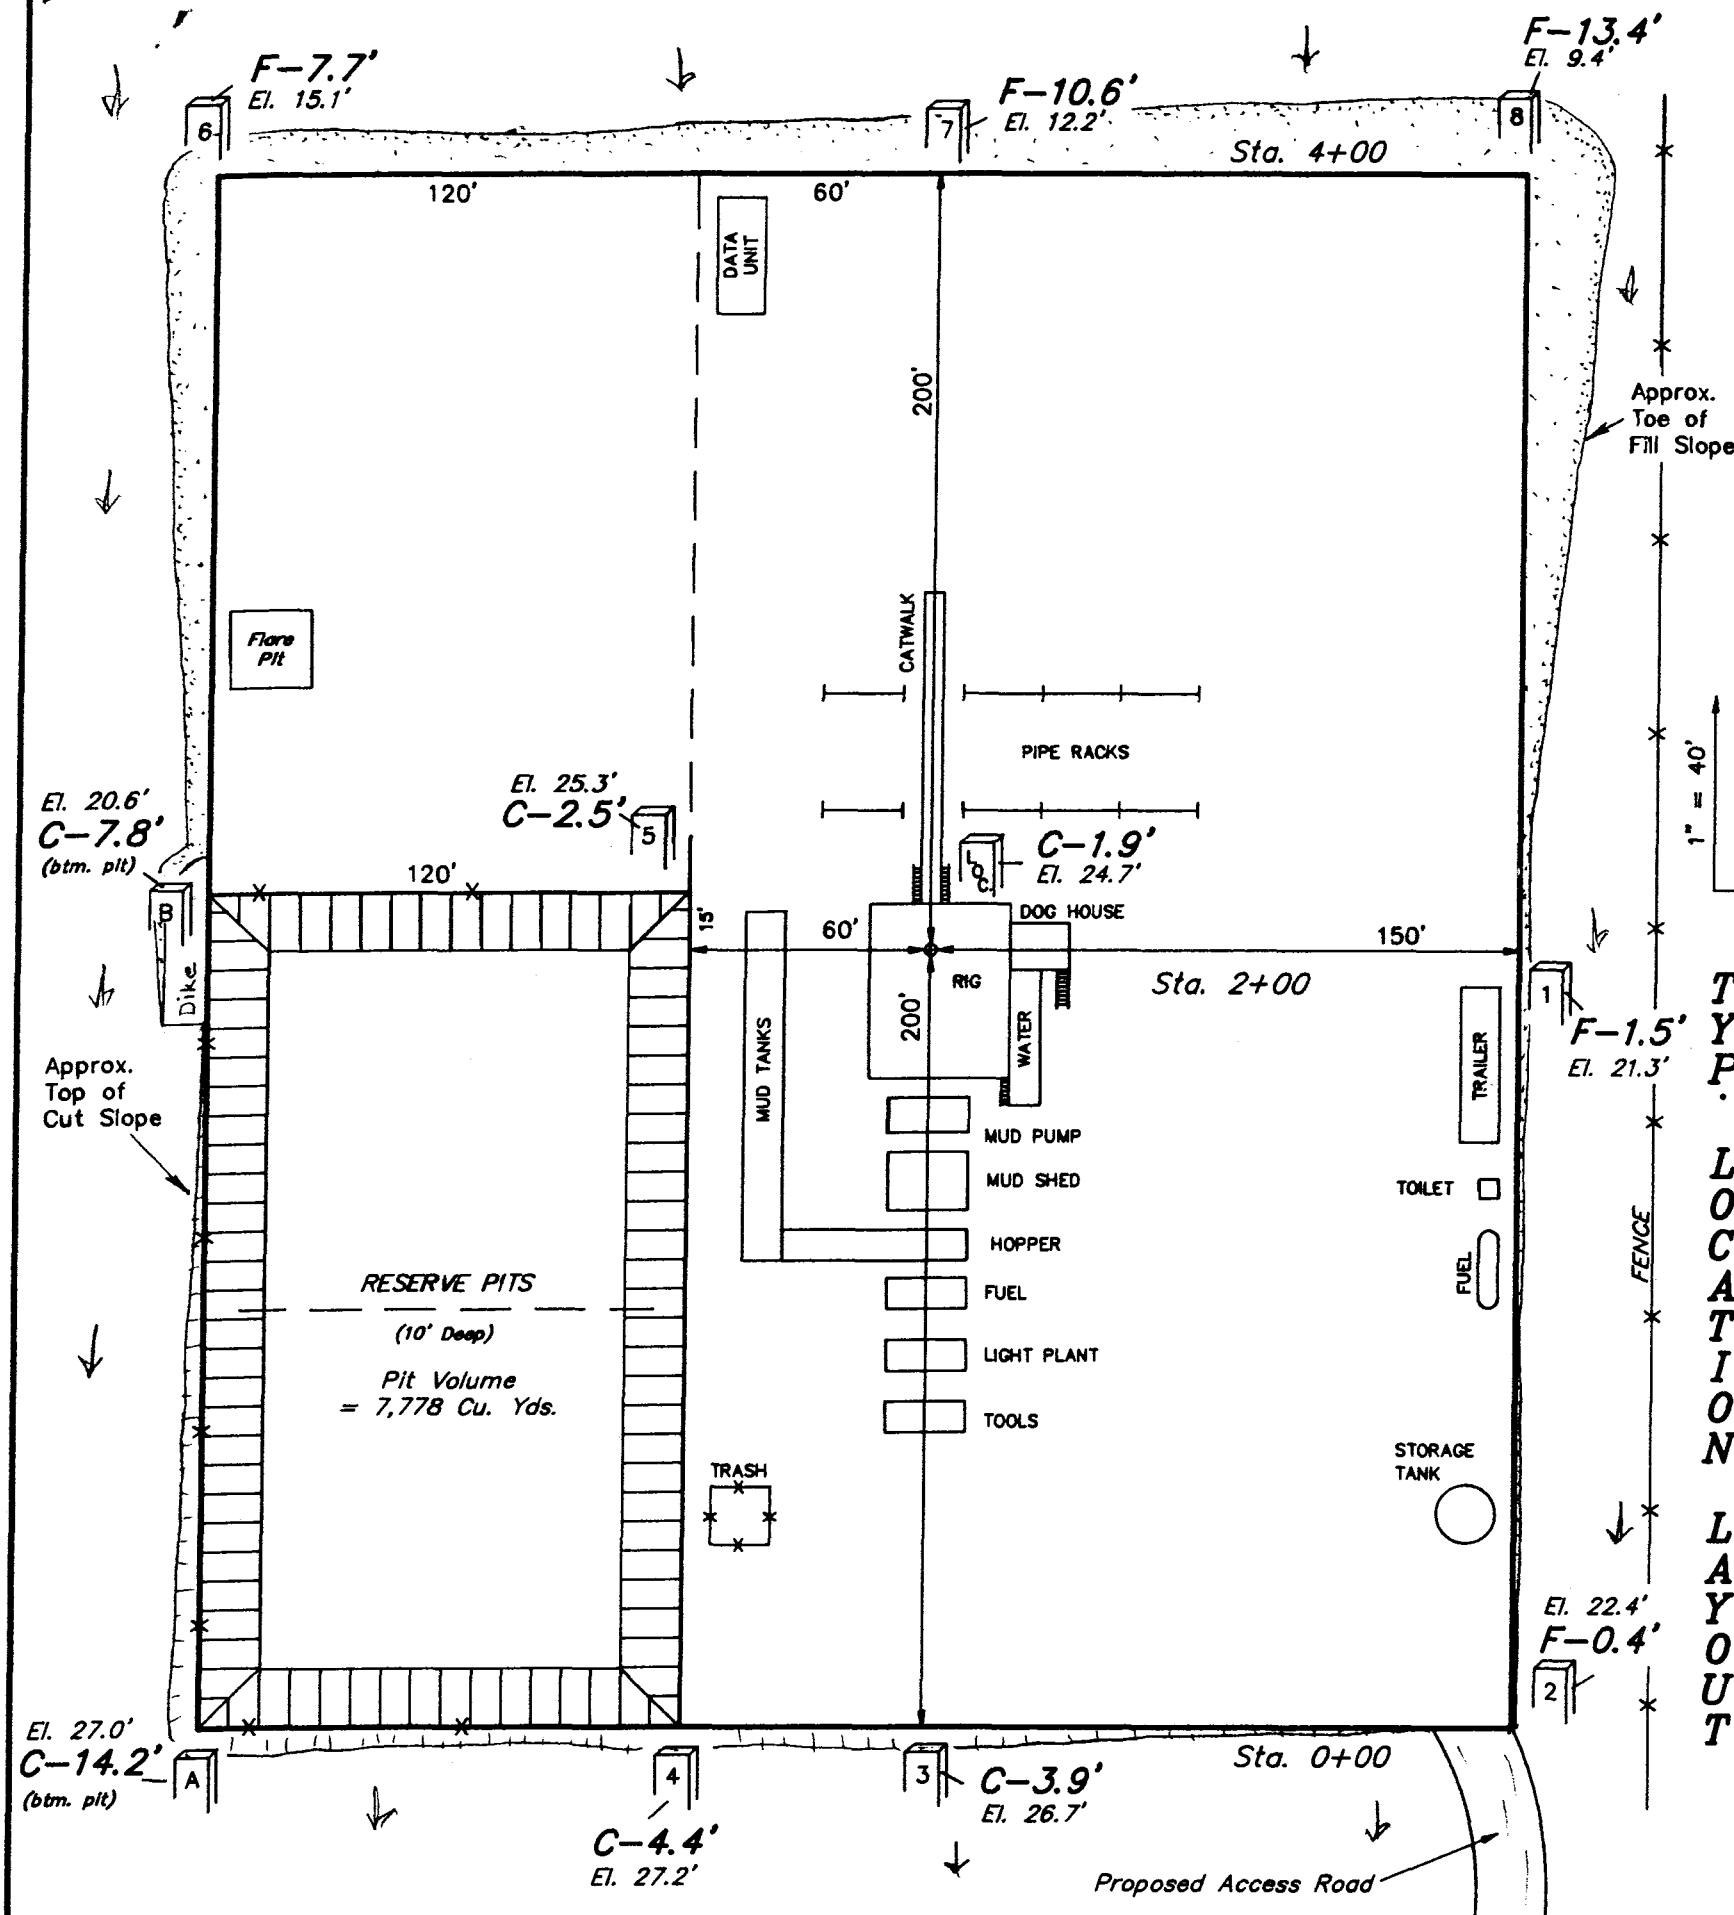 F-7.7'
El. 15.1'
6
F-10.6'
El. 12.2'
7
F-13.4'
El. 9.4'
8
Sta. 4+00
120'
60'
DATA
UNIT
200'
Approx.
Toe of
Fill Slope
CATWALK
Flare
Pit
PIPE RACKS
1" = 40'
El. 20.6'
C-7.8'
(btm. pit)
B
Dike
El. 25.3'
C-2.5'
5
120'
15'
LOC.
C-1.9'
El. 24.7'
DOG HOUSE
60'
150'
RIG
Sta. 2+00
200'
WATER
MUD TANKS
TRAILER
1
F-1.5'
El. 21.3'
Approx.
Top of
Cut Slope
MUD PUMP
MUD SHED
TOILET
HOPPER
FUEL
FUEL
FENCE
RESERVE PITS
(10' Deep)
Pit Volume
= 7,778 Cu. Yds.
LIGHT PLANT
TOOLS
TRASH
STORAGE
TANK
El. 22.4'
F-0.4'
2
El. 27.0'
C-14.2'
(btm. pit)
A
4
C-4.4'
El. 27.2'
3
C-3.9'
El. 26.7'
Sta. 0+00
Proposed Access Road
TYP. LOCATION LAYOUT